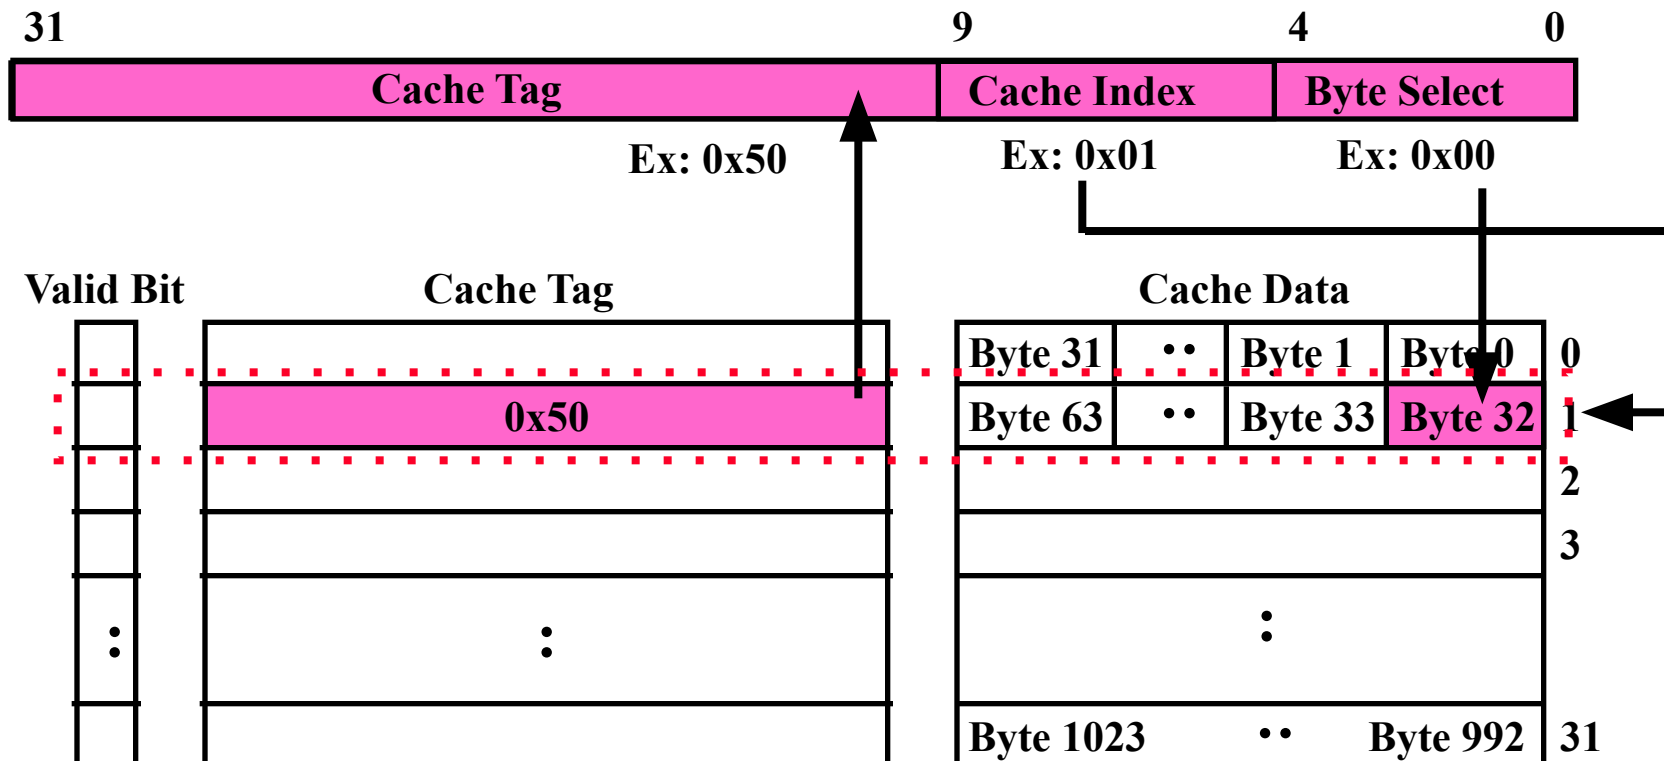 31 9 4 0
Cache Tag Cache Index Byte Select
Ex: 0x50 Ex: 0x01 Ex: 0x00
Valid Bit Cache Tag Cache Data
Byte 31 : Byte 1 Byte 0 0
0x50 Byte 63 : Byte 33 Byte 32 1
2
3
: : :
Byte 1023 : Byte 992 31